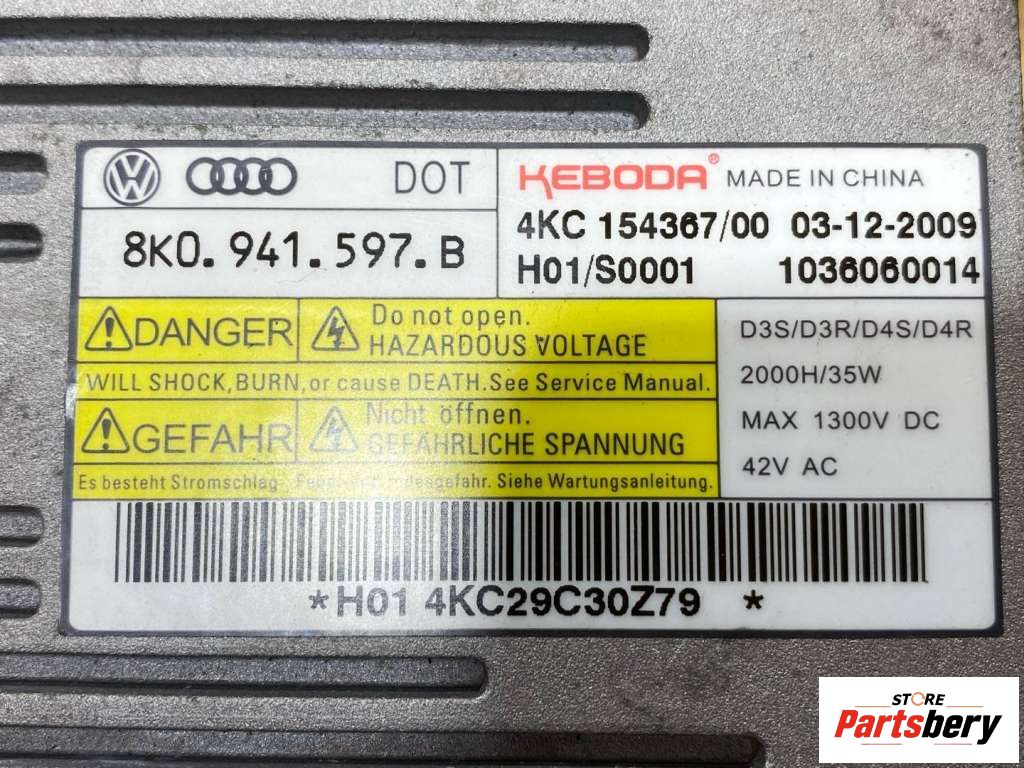 DOT
8K0.941.597.B
KEBODA® MADE IN CHINA
4KC 154367/00 03-12-2009
H01/S0001 1036060014
DANGER
Do not open.
HAZARDOUS VOLTAGE
WILL SHOCK, BURN, or cause DEATH. See Service Manual.
GEFAHR
Nicht öffnen.
GEFÄHRLICHE SPANNUNG
Es besteht Stromschlag- Siehe Wartungsanleitung.
D3S/D3R/D4S/D4R
2000H/35W
MAX 1300V DC
42V AC
*H01 4KC29C30Z79 *
STORE
Partsbery